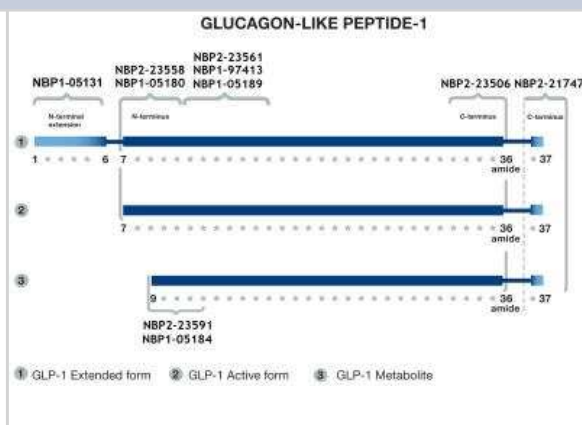 GLUCAGON-LIKE PEPTIDE-1
NBP2-23561
NBP2-23558 NBP1-97413
NBP1-05131 NBP1-05180 NBP1-05189 NBP2-23506 NBP2-21747
N-terminal extension N-terminus C-terminus C-terminus
1
1 6 7 36 37
amide
2
7 36 37
amide
3
9 36 37
amide
NBP2-23591
NBP1-05184
1 GLP-1 Extended form 2 GLP-1 Active form 3 GLP-1 Metabolite